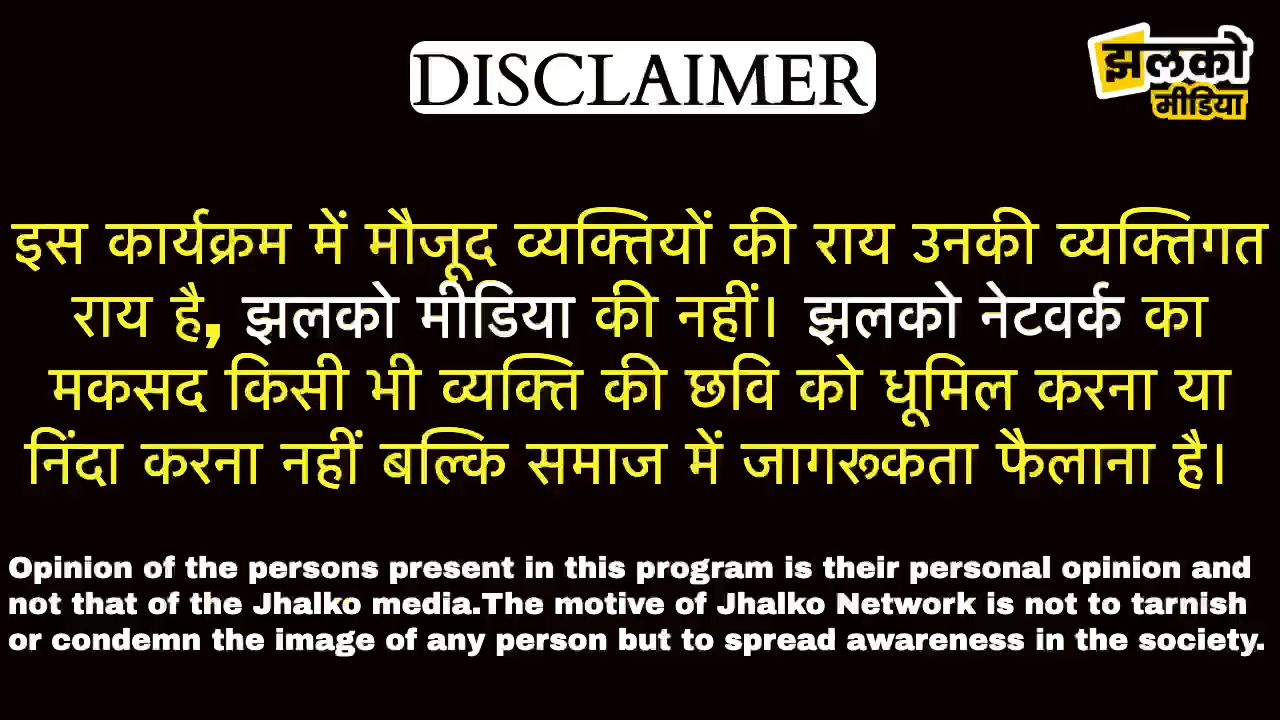 DISCLAIMER
झलको
मीडिया
इस कार्यक्रम में मौजूद व्यक्तियों की राय उनकी व्यक्तिगत
राय है, झलको मीडिया की नहीं। झलको नेटवर्क का
मकसद किसी भी व्यक्ति की छवि को धूमिल करना या
निंदा करना नहीं बल्कि समाज में जागरूकता फैलाना है।
Opinion of the persons present in this program is their personal opinion and
not that of the Jhalko media.The motive of Jhalko Network is not to tarnish
or condemn the image of any person but to spread awareness in the society.